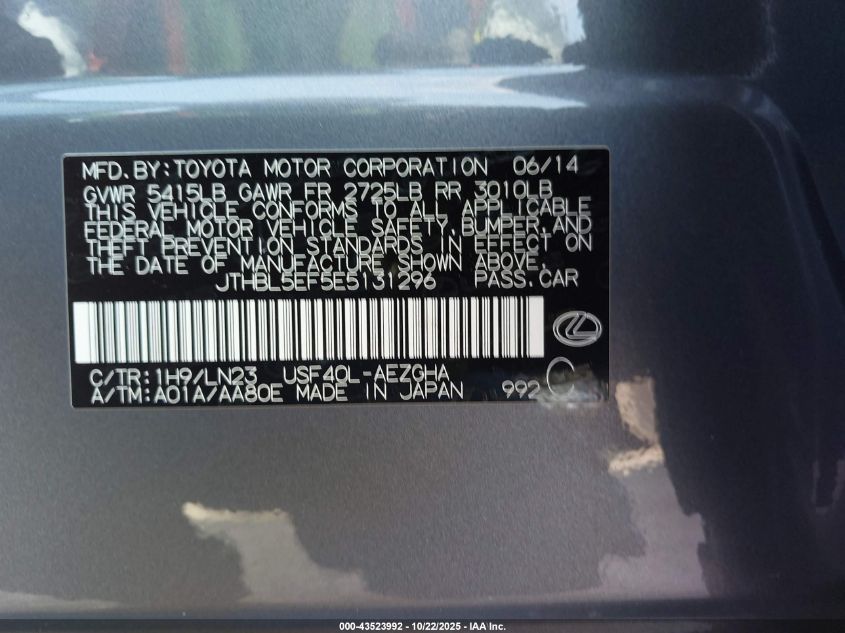 MFD.BY:TOYOTA MOTOR CORPORATION 06/14
GVWR 5415LB GAWR FR 2725LB RR 3010LB
THIS VEHICLE CONFORMS TO ALL APPLICABLE
FEDERAL MOTOR VEHICLE SAFETY,BUMPER,AND
THEFT PREVENTION STANDARDS IN EFFECT ON
THE DATE OF MANUFACTURE SHOWN ABOVE.
JTHBL5EF5E5131296 PASS.CAR
C/TR:1H9/LN23 USF40L-AEZGHA
A/TM:A01A/AA80E MADE IN JAPAN 992
000-43523992 - 10/22/2025 - IAA Inc.